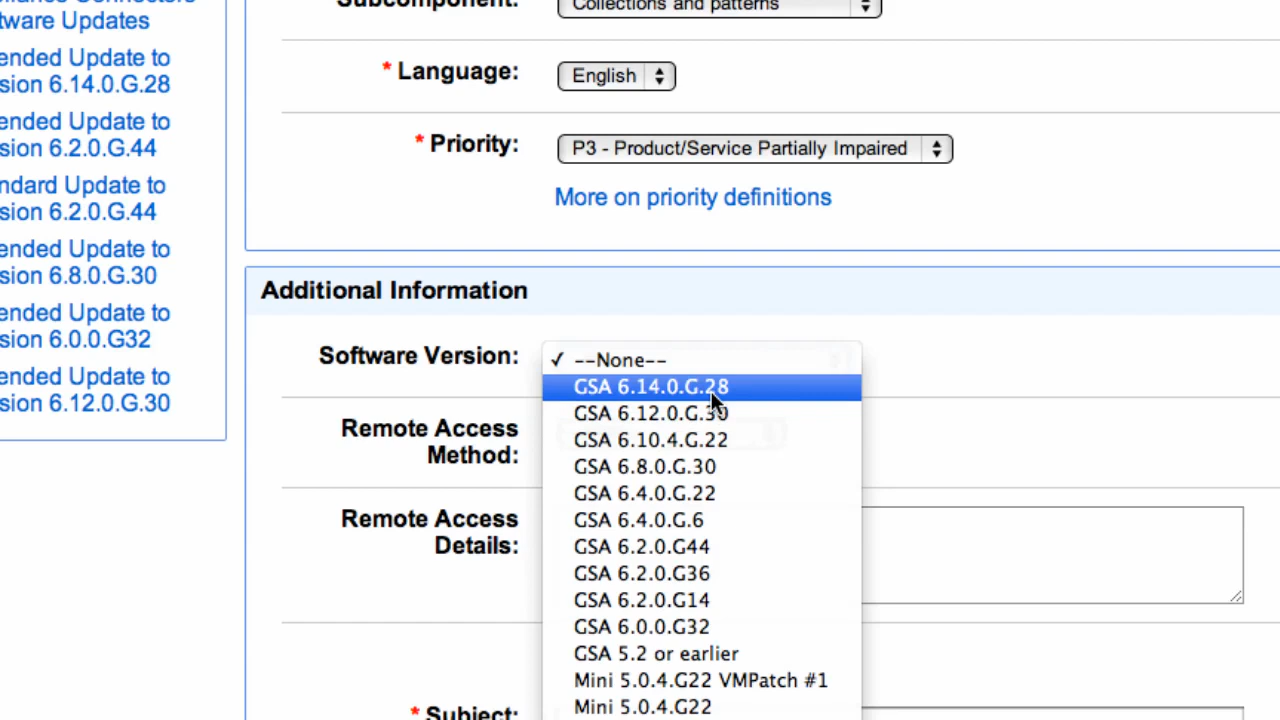 tware Updates
ended Update to
sion 6.14.0.G.28
ended Update to
sion 6.2.0.G.44
ndard Update to
sion 6.2.0.G.44
ended Update to
sion 6.8.0.G.30
ended Update to
sion 6.0.0.G32
ended Update to
sion 6.12.0.G.30
Subcomponent:
Collections and patterns
* Language:
English
* Priority:
P3 - Product/Service Partially Impaired
More on priority definitions
Additional Information
Software Version:
✓ --None--
GSA 6.14.0.G.28
GSA 6.12.0.G.30
GSA 6.10.4.G.22
GSA 6.8.0.G.30
GSA 6.4.0.G.22
GSA 6.4.0.G.6
GSA 6.2.0.G44
GSA 6.2.0.G36
GSA 6.2.0.G14
GSA 6.0.0.G32
GSA 5.2 or earlier
Mini 5.0.4.G22 VMPatch #1
Mini 5.0.4.G22
Remote Access
Method:
Remote Access
Details:
* Subject: